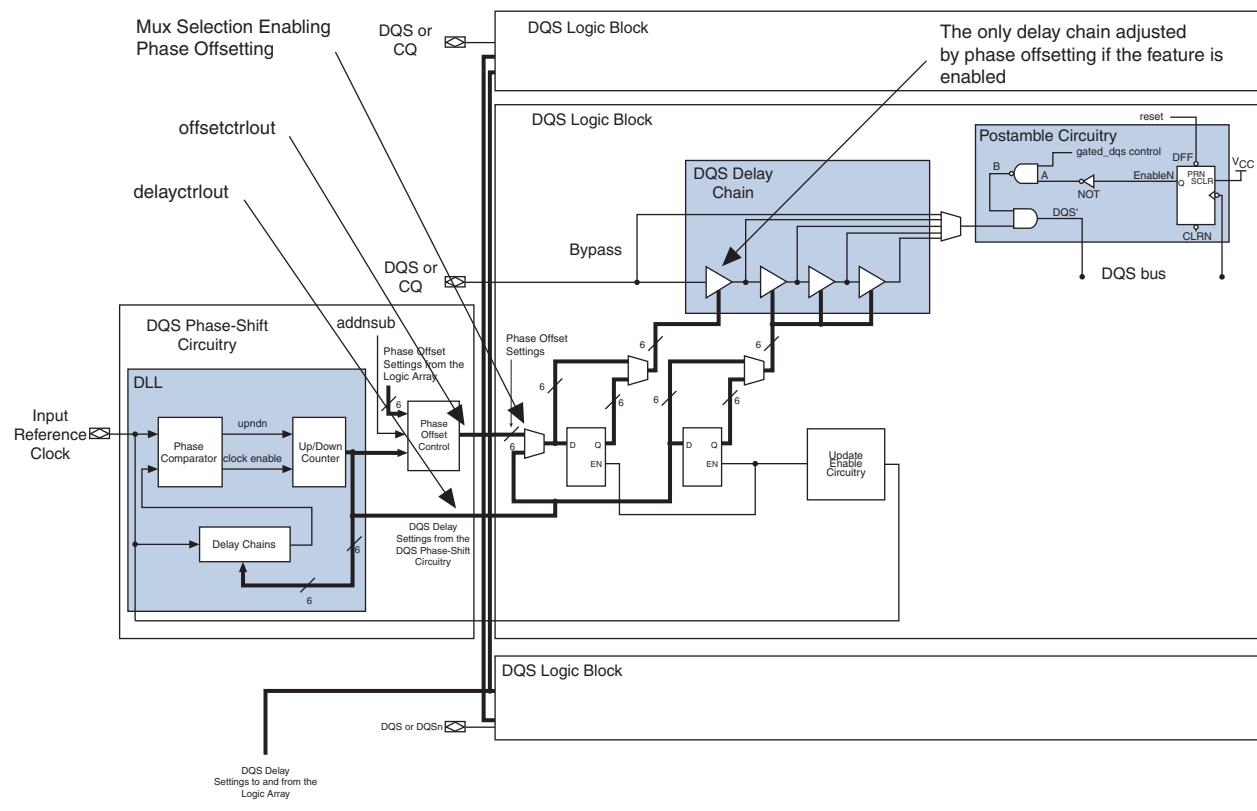 Mux Selection Enabling
Phase Offsetting
DQS or
CQ
DQS Logic Block
The only delay chain adjusted
by phase offsetting if the feature is
enabled
offsetctrlout
delayctrlout
DQS Logic Block
reset
Postamble Circuitry
gated_dqs control
DFF
VCC
B
A
EnableN
PRN
Q
SCLR
NOT
DQS'
CLRN
DQS Delay
Chain
Bypass
DQS or
CQ
DQS bus
DQS Phase-Shift
Circuitry
addnsub
Phase Offset
Settings from the
Logic Array
6
Phase Offset
Settings
6
6
6
6
6
6
6
DLL
Input
Reference
Clock
upndn
Phase
Comparator
clock enable
Up/Down
Counter
Phase
Offset
Control
D
Q
EN
D
Q
EN
Update
Enable
Circuitry
Delay Chains
6
6
DQS Delay
Settings from the
DQS Phase-Shift
Circuitry
DQS Logic Block
DQS or DQSn
DQS Delay
Settings to and from the
Logic Array